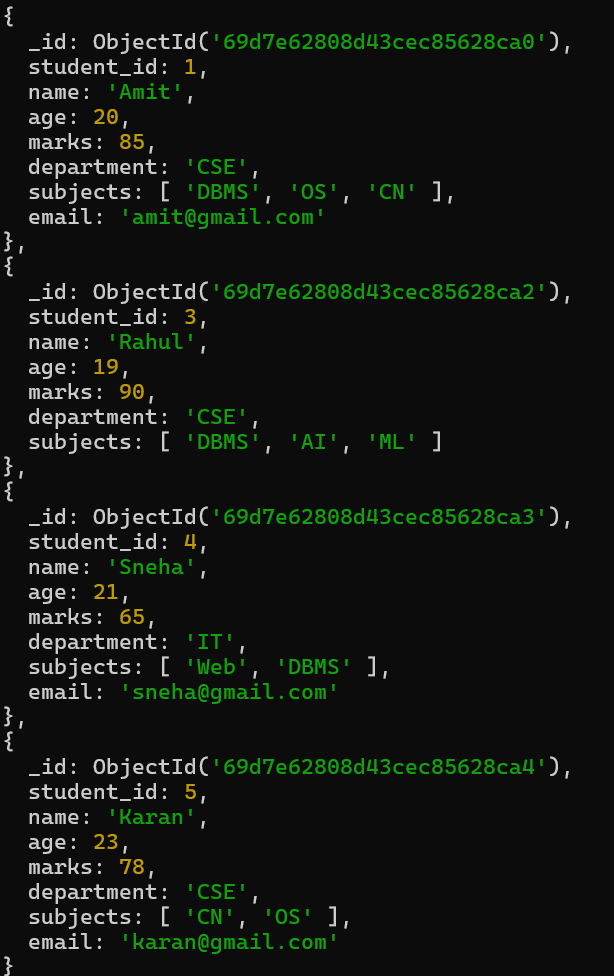 {
  _id: ObjectId('69d7e62808d43cec85628ca0'),
  student_id: 1,
  name: 'Amit',
  age: 20,
  marks: 85,
  department: 'CSE',
  subjects: [ 'DBMS', 'OS', 'CN' ],
  email: 'amit@gmail.com'
},
{
  _id: ObjectId('69d7e62808d43cec85628ca2'),
  student_id: 3,
  name: 'Rahul',
  age: 19,
  marks: 90,
  department: 'CSE',
  subjects: [ 'DBMS', 'AI', 'ML' ]
},
{
  _id: ObjectId('69d7e62808d43cec85628ca3'),
  student_id: 4,
  name: 'Sneha',
  age: 21,
  marks: 65,
  department: 'IT',
  subjects: [ 'Web', 'DBMS' ],
  email: 'sneha@gmail.com'
},
{
  _id: ObjectId('69d7e62808d43cec85628ca4'),
  student_id: 5,
  name: 'Karan',
  age: 23,
  marks: 78,
  department: 'CSE',
  subjects: [ 'CN', 'OS' ],
  email: 'karan@gmail.com'
}